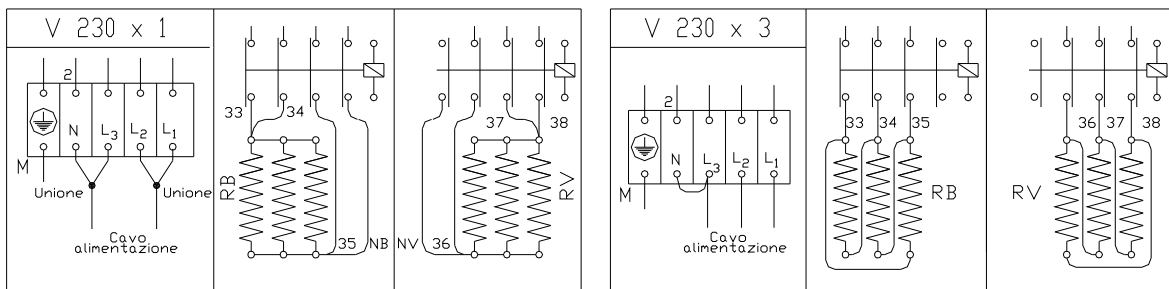 V 230 x 1
2
N L3 L2 L1
M
Unione Unione
Cavo
alimentazione
33 34
RB
35 NB
37 38
RV
NV 36
V 230 x 3
2
N L3 L2 L1
M
Cavo
alimentazione
33 34 35
RB
36 37 38
RV